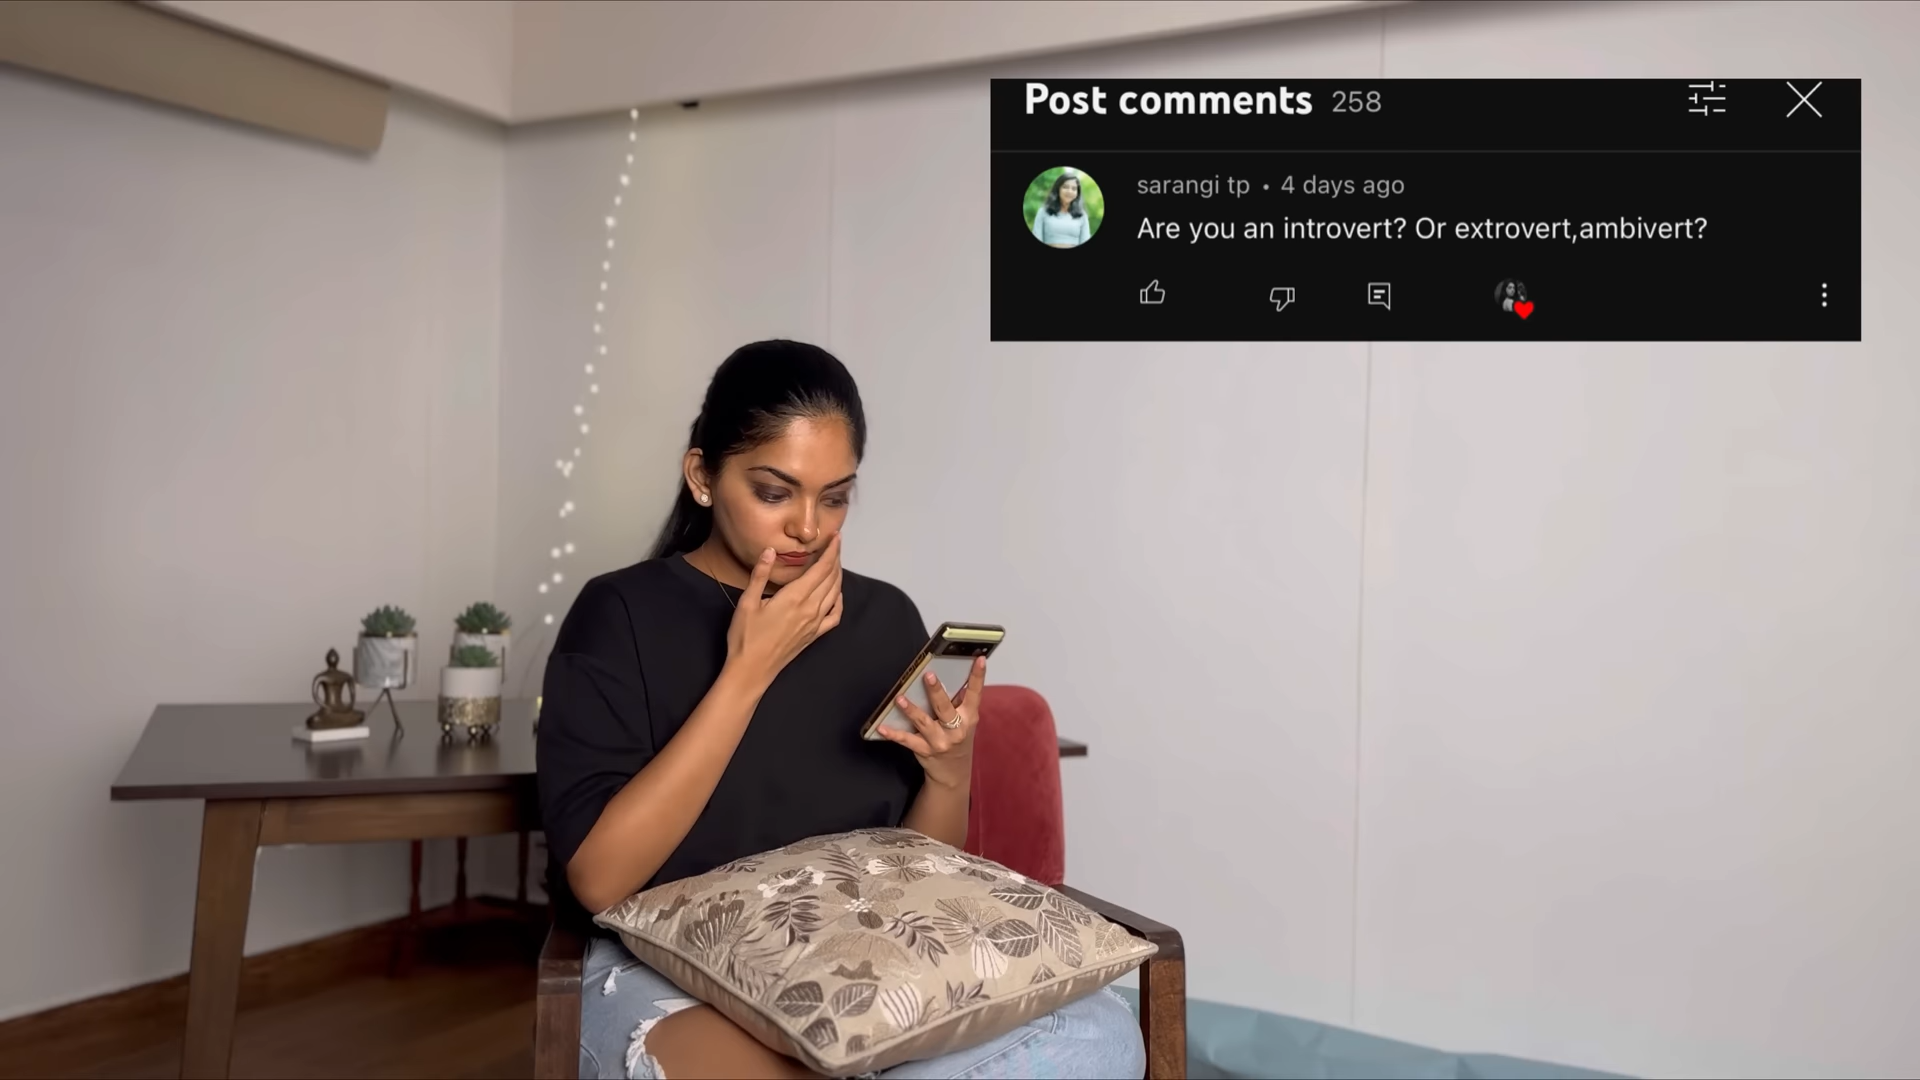 Post comments 258
sarangi tp • 4 days ago
Are you an introvert? Or extrovert,ambivert?